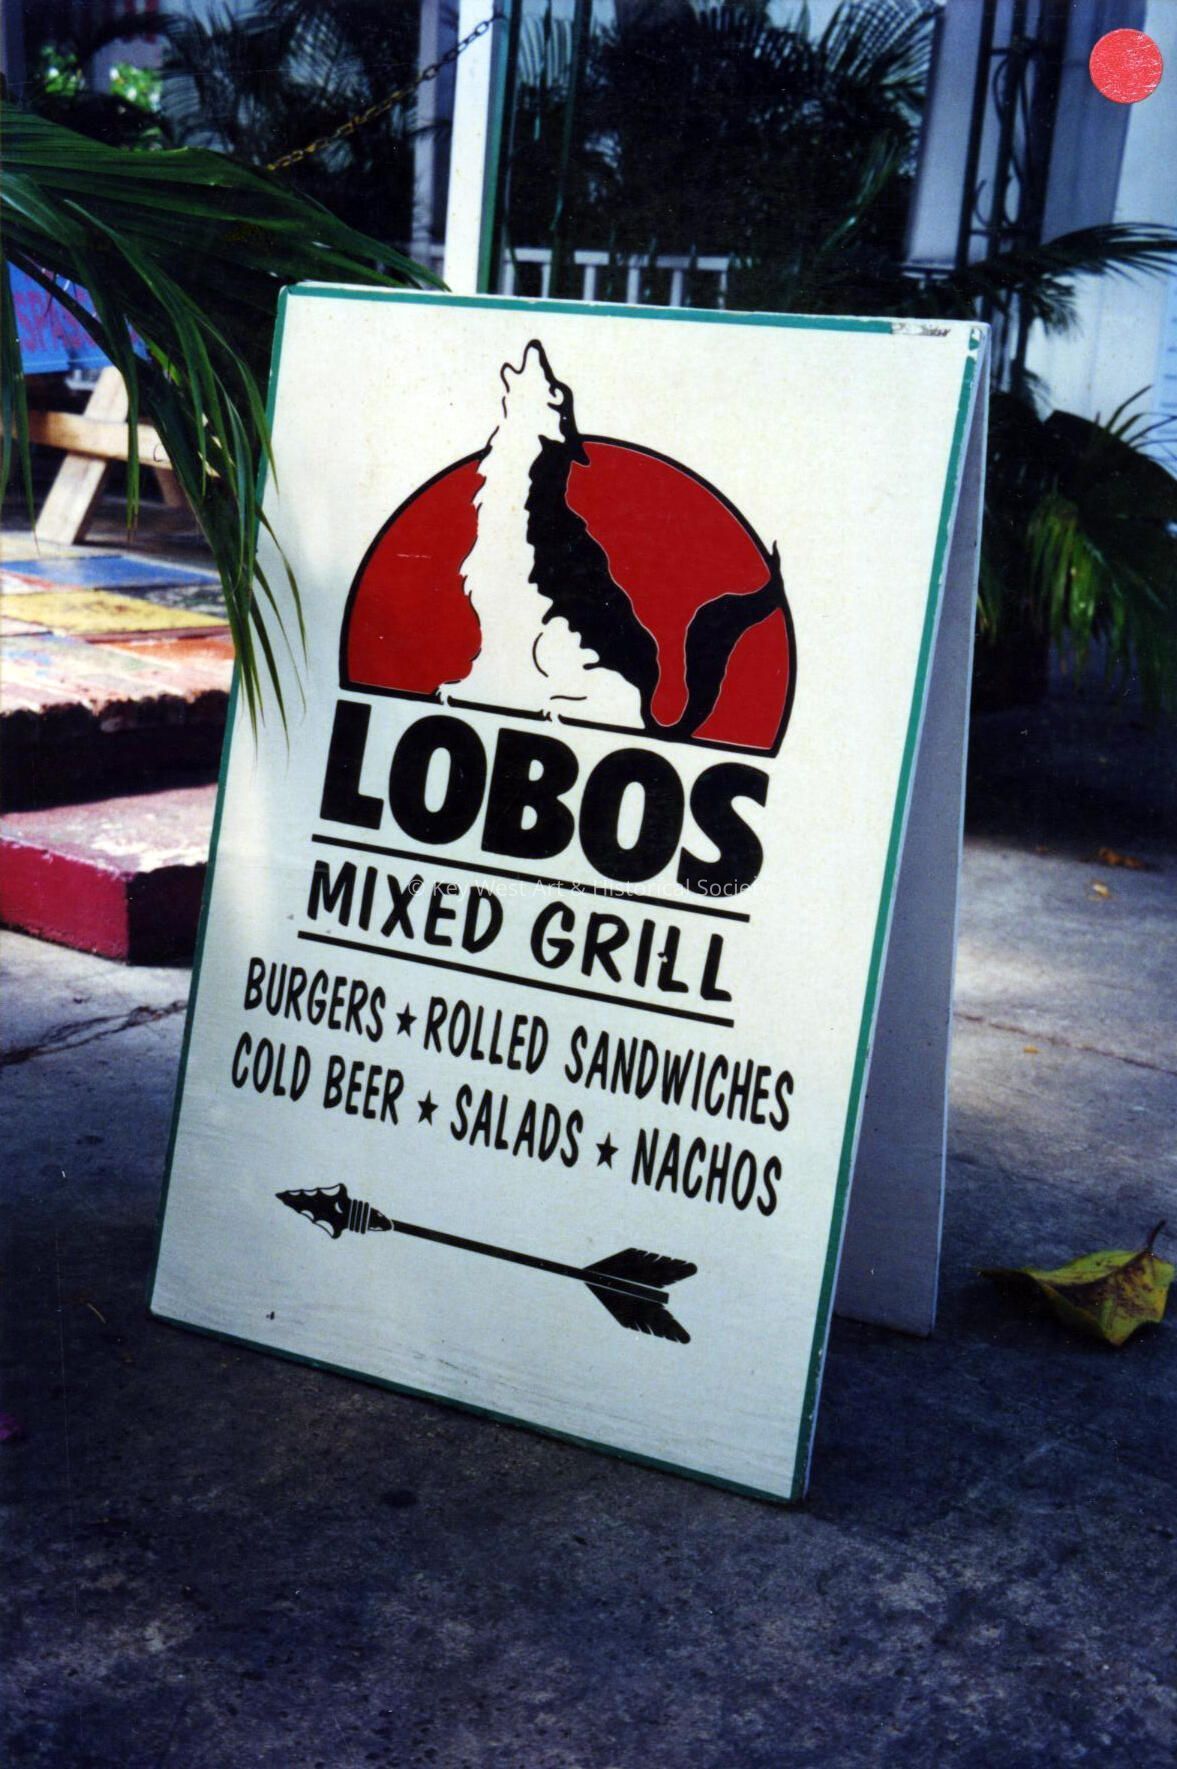 LOBOS
MIXED GRILL
© Key West Art & Historical Society
BURGERS ★ ROLLED SANDWICHES
COLD BEER ★ SALADS ★ NACHOS